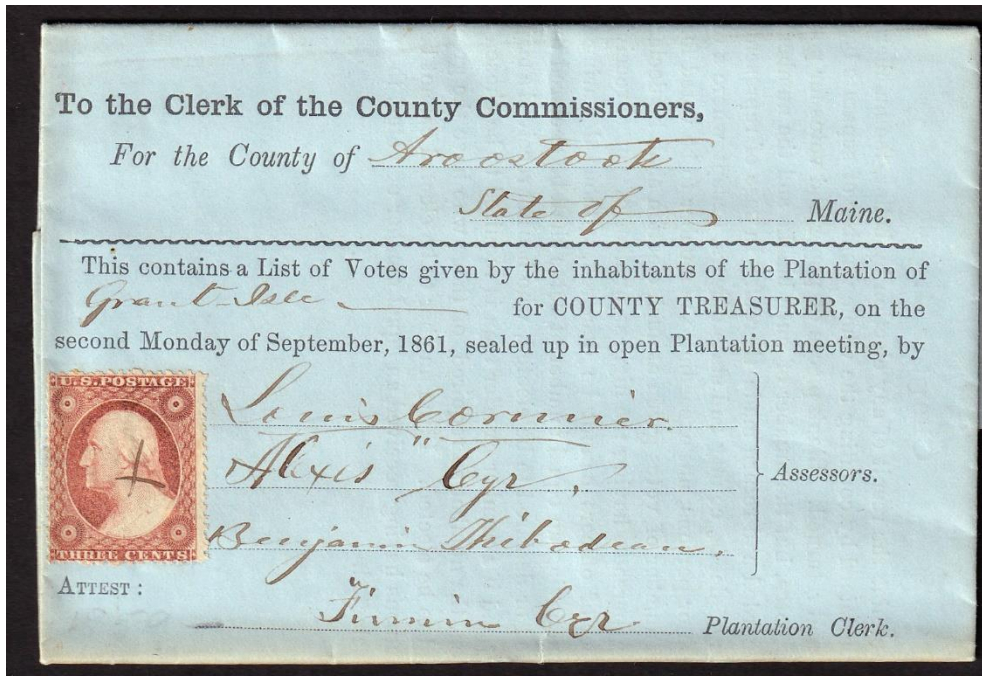 To the Clerk of the County Commissioners,
For the County of Aroostook
State of Maine.
This contains a List of Votes given by the inhabitants of the Plantation of
Grant-Isle for COUNTY TREASURER, on the
second Monday of September, 1861, sealed up in open Plantation meeting, by
U.S. POSTAGE
Louis Cormier.
Alexis Cyr,
Assessors.
Benjamin Thibodeau,
THREE CENTS
ATTEST:
Firmin Cyr Plantation Clerk.